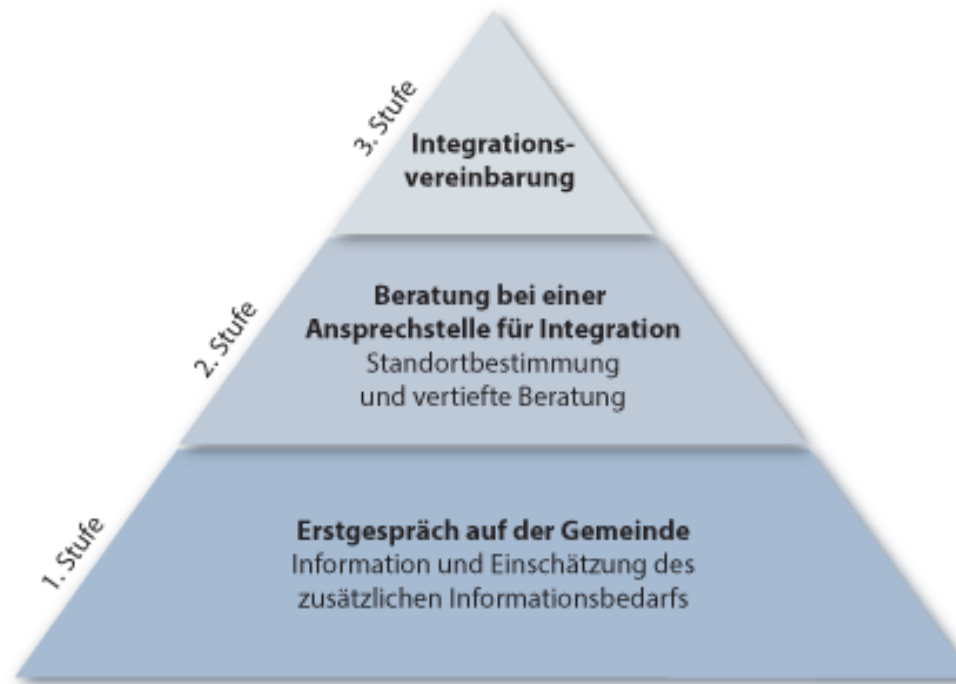 3. Stufe
Integrations-
vereinbarung
2. Stufe
Beratung bei einer
Ansprechstelle für Integration
Standortbestimmung
und vertiefte Beratung
1. Stufe
Erstgespräch auf der Gemeinde
Information und Einschätzung des
zusätzlichen Informationsbedarfs